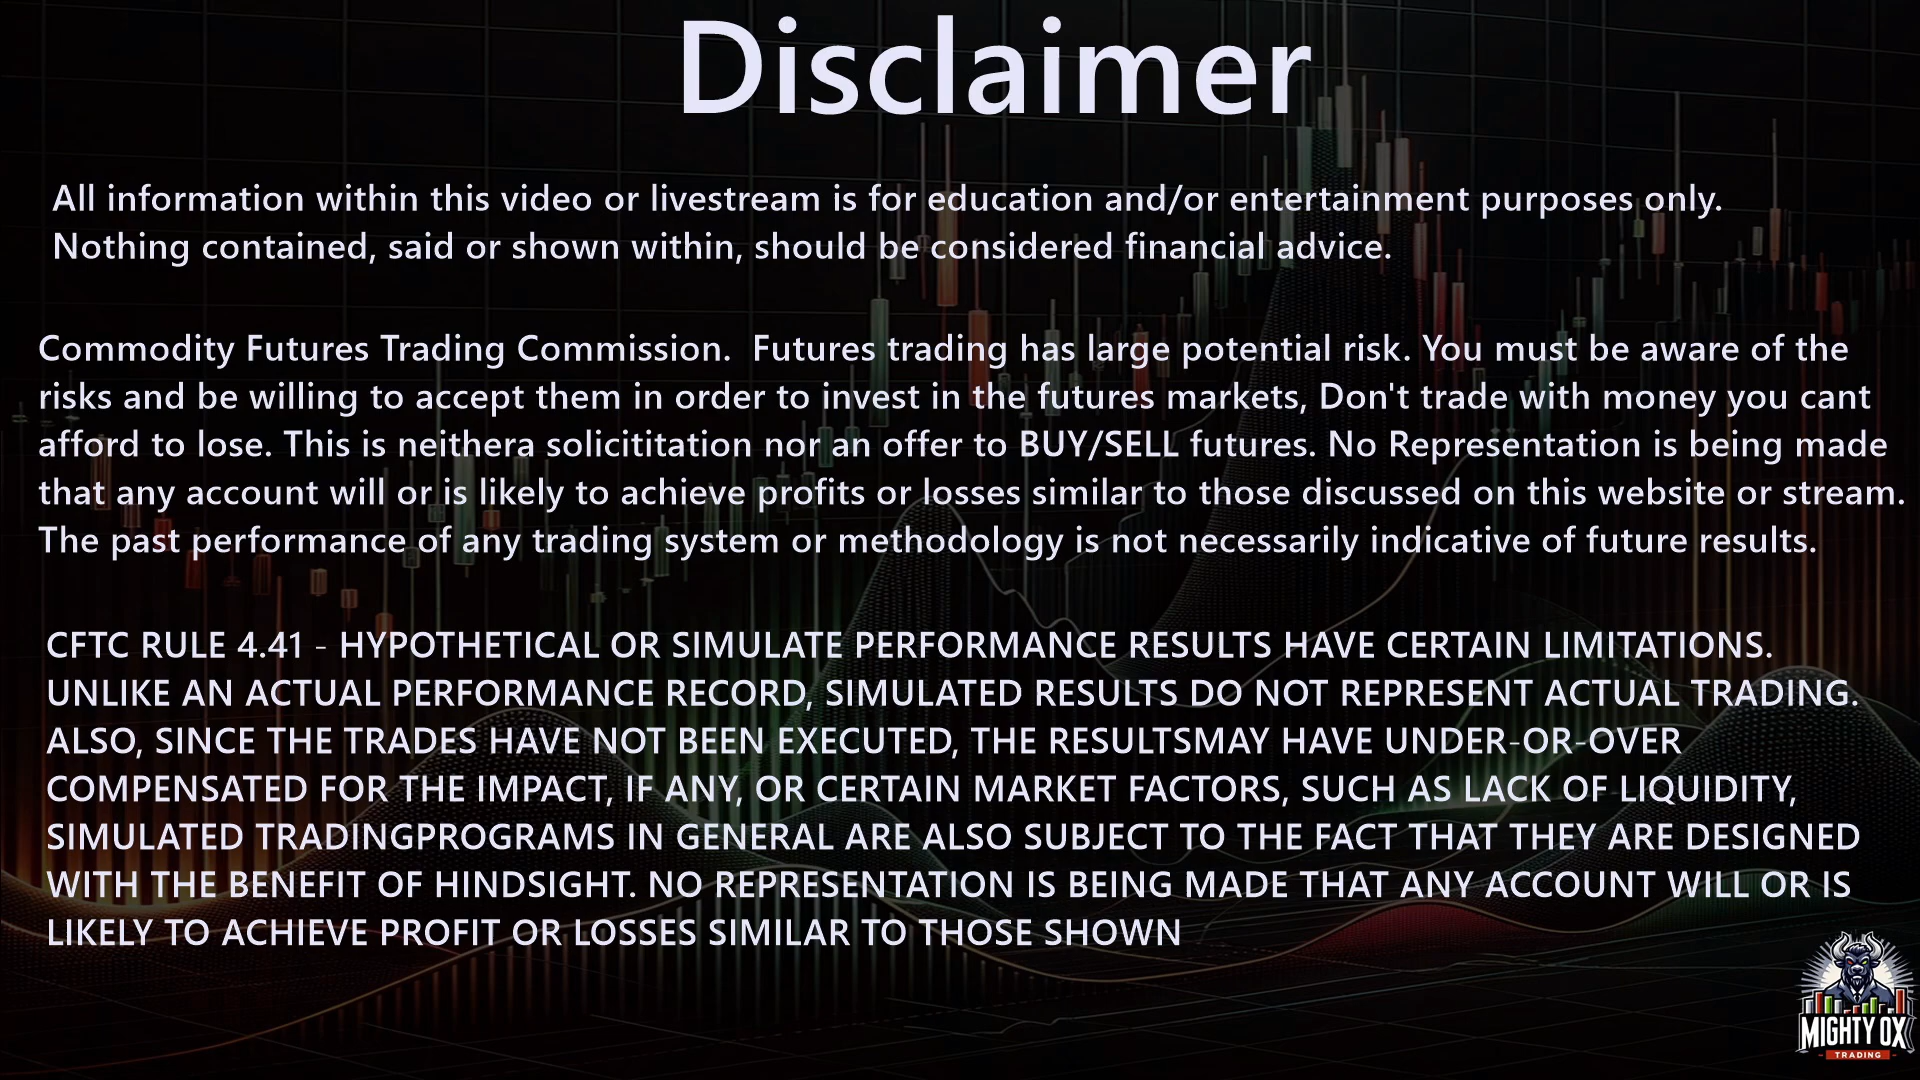 Disclaimer
All information within this video or livestream is for education and/or entertainment purposes only.
Nothing contained, said or shown within, should be considered financial advice.
Commodity Futures Trading Commission.  Futures trading has large potential risk. You must be aware of the
risks and be willing to accept them in order to invest in the futures markets, Don't trade with money you cant
afford to lose. This is neithera solicititation nor an offer to BUY/SELL futures. No Representation is being made
that any account will or is likely to achieve profits or losses similar to those discussed on this website or stream.
The past performance of any trading system or methodology is not necessarily indicative of future results.
CFTC RULE 4.41 - HYPOTHETICAL OR SIMULATE PERFORMANCE RESULTS HAVE CERTAIN LIMITATIONS.
UNLIKE AN ACTUAL PERFORMANCE RECORD, SIMULATED RESULTS DO NOT REPRESENT ACTUAL TRADING.
ALSO, SINCE THE TRADES HAVE NOT BEEN EXECUTED, THE RESULTSMAY HAVE UNDER-OR-OVER
COMPENSATED FOR THE IMPACT, IF ANY, OR CERTAIN MARKET FACTORS, SUCH AS LACK OF LIQUIDITY,
SIMULATED TRADINGPROGRAMS IN GENERAL ARE ALSO SUBJECT TO THE FACT THAT THEY ARE DESIGNED
WITH THE BENEFIT OF HINDSIGHT. NO REPRESENTATION IS BEING MADE THAT ANY ACCOUNT WILL OR IS
LIKELY TO ACHIEVE PROFIT OR LOSSES SIMILAR TO THOSE SHOWN
MIGHTY OX
TRADING